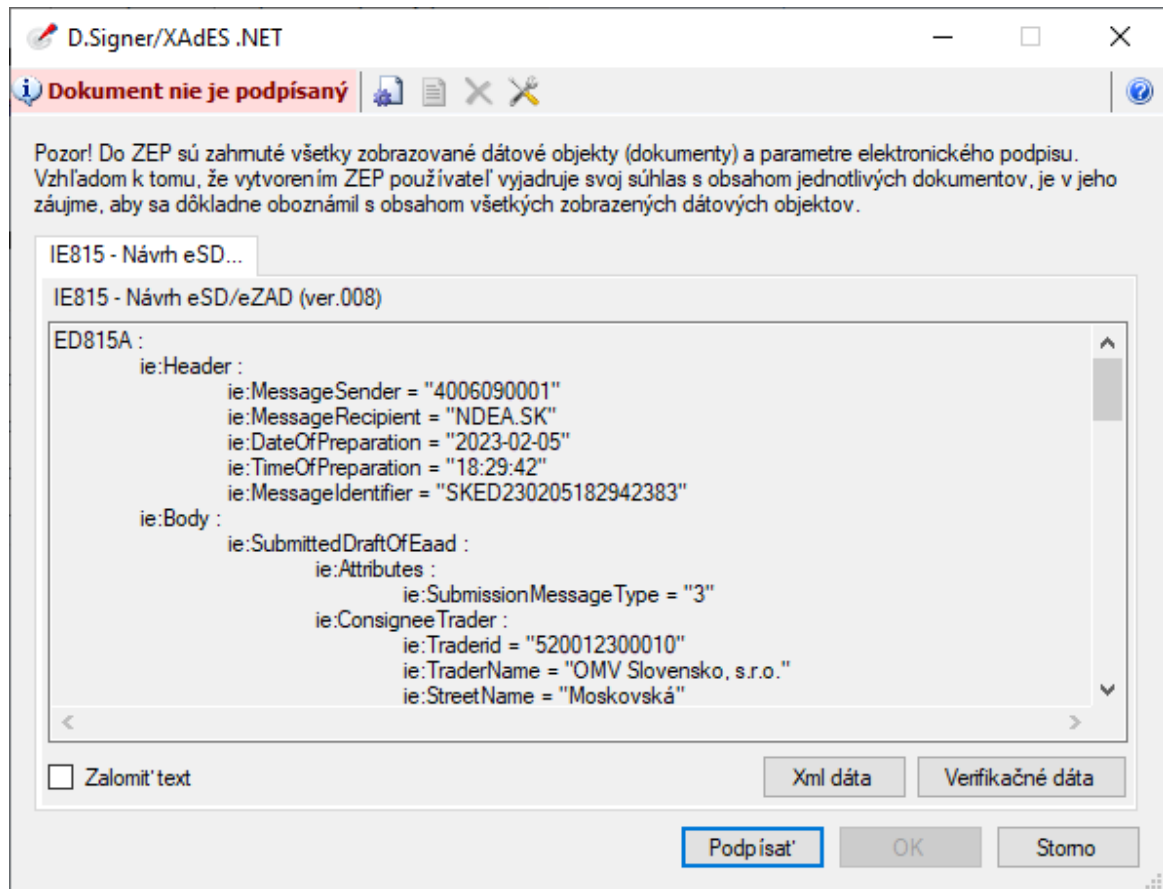 D.Signer/XAdES .NET
Dokument nie je podpísaný
Pozor! Do ZEP sú zahrnuté všetky zobrazované dátové objekty (dokumenty) a parametre elektronického podpisu.
Vzhľadom k tomu, že vytvorením ZEP používateľ vyjadruje svoj súhlas s obsahom jednotlivých dokumentov, je v jeho
záujme, aby sa dôkladne oboznámil s obsahom všetkých zobrazených dátových objektov.
IE815 - Návrh eSD...
IE815 - Návrh eSD/eZAD (ver.008)
ED815A :
ie:Header :
ie:MessageSender = "4006090001"
ie:MessageRecipient = "NDEA.SK"
ie:DateOfPreparation = "2023-02-05"
ie:TimeOfPreparation = "18:29:42"
ie:MessageIdentifier = "SKED230205182942383"
ie:Body :
ie:SubmittedDraftOfEaad :
ie:Attributes :
ie:SubmissionMessageType = "3"
ie:ConsigneeTrader :
ie:Traderid = "520012300010"
ie:TraderName = "OMV Slovensko, s.r.o."
ie:StreetName = "Moskovská"
Zalomiť text
Xml dáta
Verifikačné dáta
Podpísať
OK
Storno